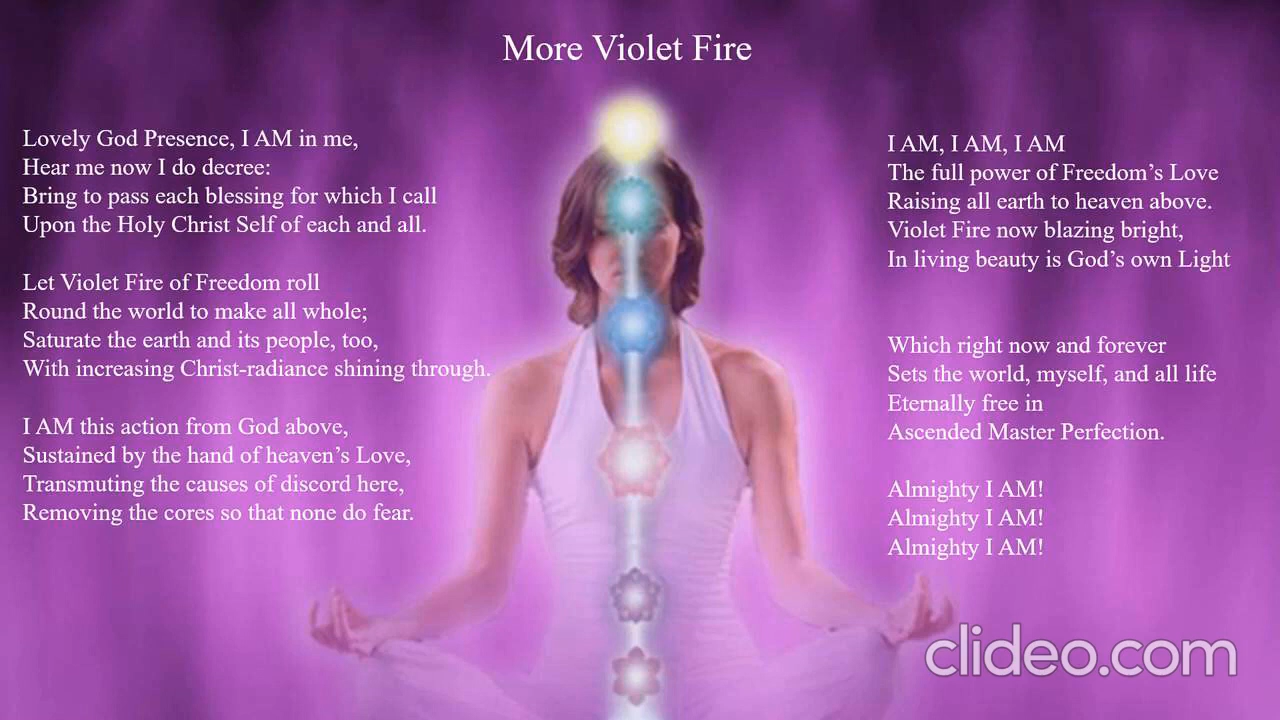 More Violet Fire
Lovely God Presence, I AM in me,
Hear me now I do decree:
Bring to pass each blessing for which I call
Upon the Holy Christ Self of each and all.
Let Violet Fire of Freedom roll
Round the world to make all whole;
Saturate the earth and its people, too,
With increasing Christ-radiance shining through.
I AM this action from God above,
Sustained by the hand of heaven’s Love,
Transmuting the causes of discord here,
Removing the cores so that none do fear.
I AM, I AM, I AM
The full power of Freedom’s Love
Raising all earth to heaven above.
Violet Fire now blazing bright,
In living beauty is God’s own Light
Which right now and forever
Sets the world, myself, and all life
Eternally free in
Ascended Master Perfection.
Almighty I AM!
Almighty I AM!
Almighty I AM!
clideo.com